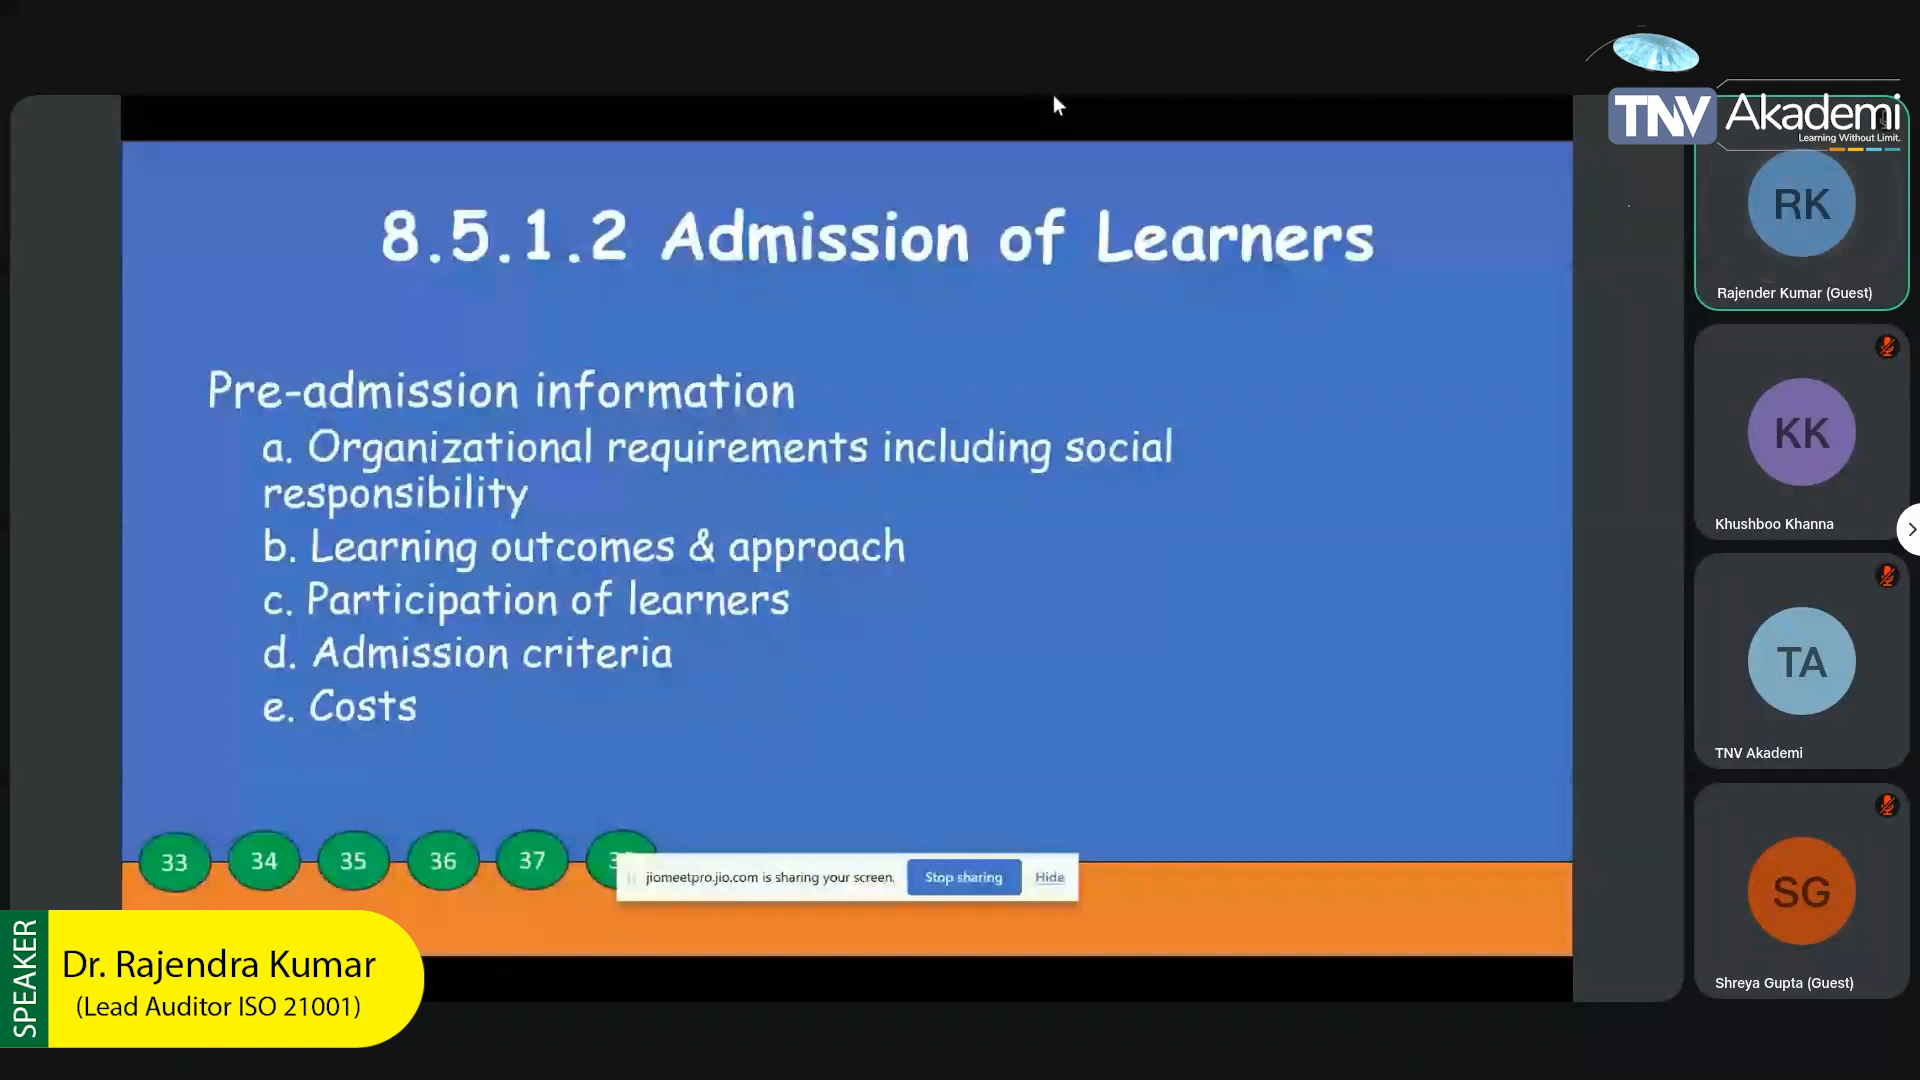 TNV Akademi
Learning Without Limit.
8.5.1.2 Admission of Learners
Pre-admission information
a. Organizational requirements including social
responsibility
b. Learning outcomes & approach
c. Participation of learners
d. Admission criteria
e. Costs
33 34 35 36 37
jiomeetpro.jio.com is sharing your screen. Stop sharing Hide
SPEAKER
Dr. Rajendra Kumar
(Lead Auditor ISO 21001)
RK
Rajender Kumar (Guest)
KK
Khushboo Khanna
TA
TNV Akademi
SG
Shreya Gupta (Guest)